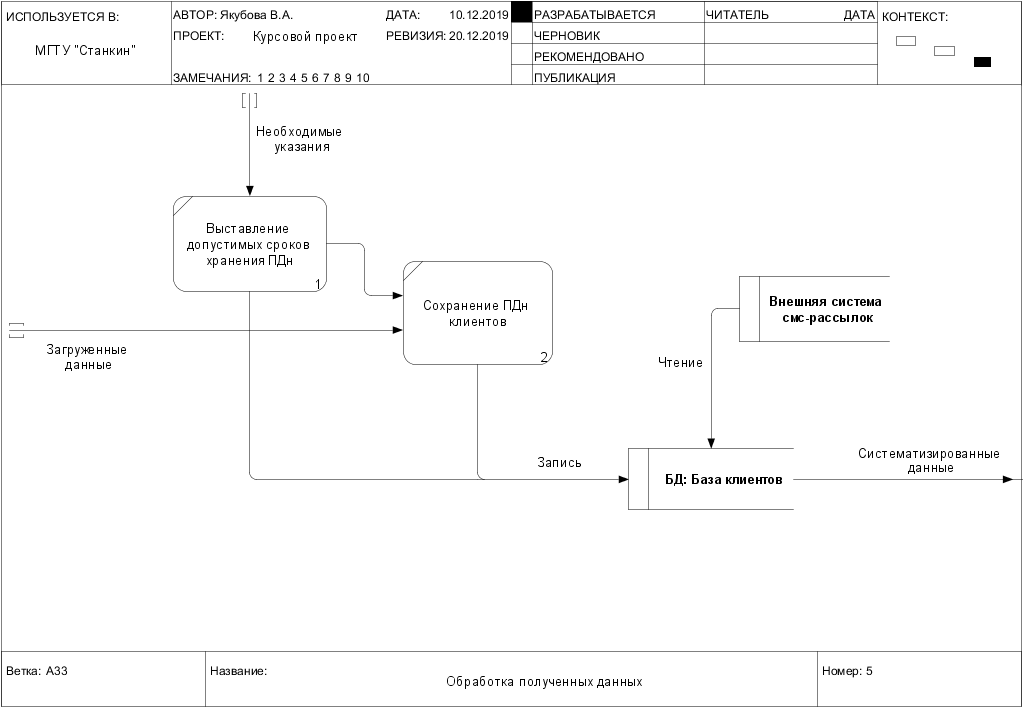 ИСПОЛЬЗУЕТСЯ В:
МГТУ "Станкин"
АВТОР: Якубова В.А.
ДАТА: 10.12.2019
ПРОЕКТ: Курсовой проект
РЕВИЗИЯ: 20.12.2019
ЗАМЕЧАНИЯ: 1 2 3 4 5 6 7 8 9 10
РАЗРАБАТЫВАЕТСЯ
ЧЕРНОВИК
РЕКОМЕНДОВАНО
ПУБЛИКАЦИЯ
ЧИТАТЕЛЬ
ДАТА
КОНТЕКСТ:
Необходимые
указания
Выставление
допустимых сроков
хранения ПДн
1
Сохранение ПДн
клиентов
2
Загруженные
данные
Внешняя система
смс-рассылок
Чтение
Запись
БД: База клиентов
Систематизированные
данные
Ветка: А33
Название:
Обработка полученных данных
Номер: 5